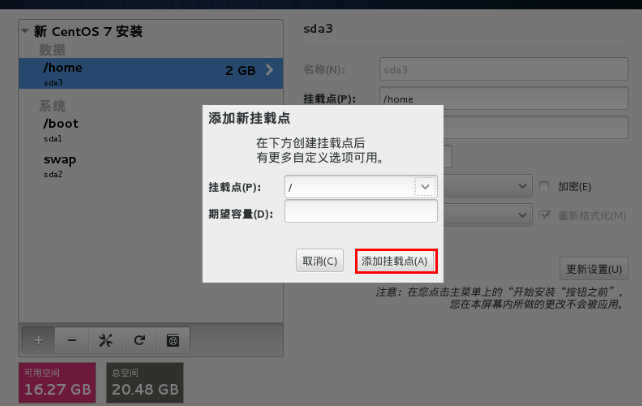 新 CentOS 7 安装
数据
/home
2 GB
sda3
系统
/boot
sda1
swap
sda2
可用空间
16.27 GB
总空间
20.48 GB
sda3
名称(N):
sda3
挂载点(P):
/home
加密(E)
重新格式化(M)
更新设置(U)
注意：在您点击主菜单上的“开始安装“按钮之前”，
您在本屏幕内所做的更改不会被应用。
添加新挂载点
在下方创建挂载点后
有更多自定义选项可用。
挂载点(P):
/
期望容量(D):
取消(C)
添加挂载点(A)